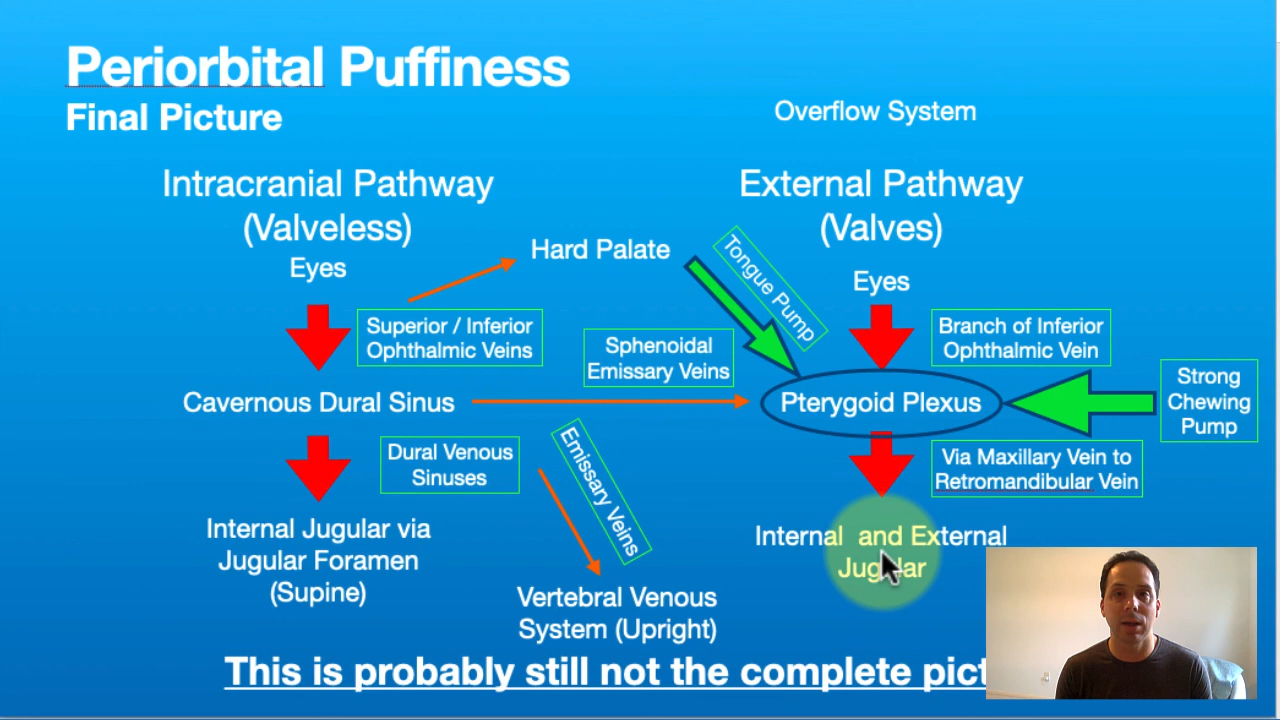 Periorbital Puffiness
Final Picture
Overflow System
Intracranial Pathway
(Valveless)
Eyes
Superior / Inferior
Ophthalmic Veins
Cavernous Dural Sinus
Dural Venous
Sinuses
Internal Jugular via
Jugular Foramen
(Supine)
Hard Palate
Sphenoidal
Emissary Veins
Emissary Veins
Vertebral Venous
System (Upright)
Tongue Pump
External Pathway
(Valves)
Eyes
Branch of Inferior
Ophthalmic Vein
Pterygoid Plexus
Strong
Chewing
Pump
Via Maxillary Vein to
Retromandibular Vein
Internal and External
Jugular
This is probably still not the complete pict